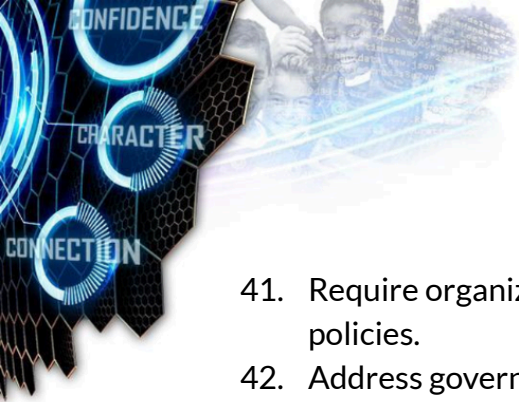 CONFIDENCE
CHARACTER
CONNECTION
41. Require organiz
policies.
42. Address govern